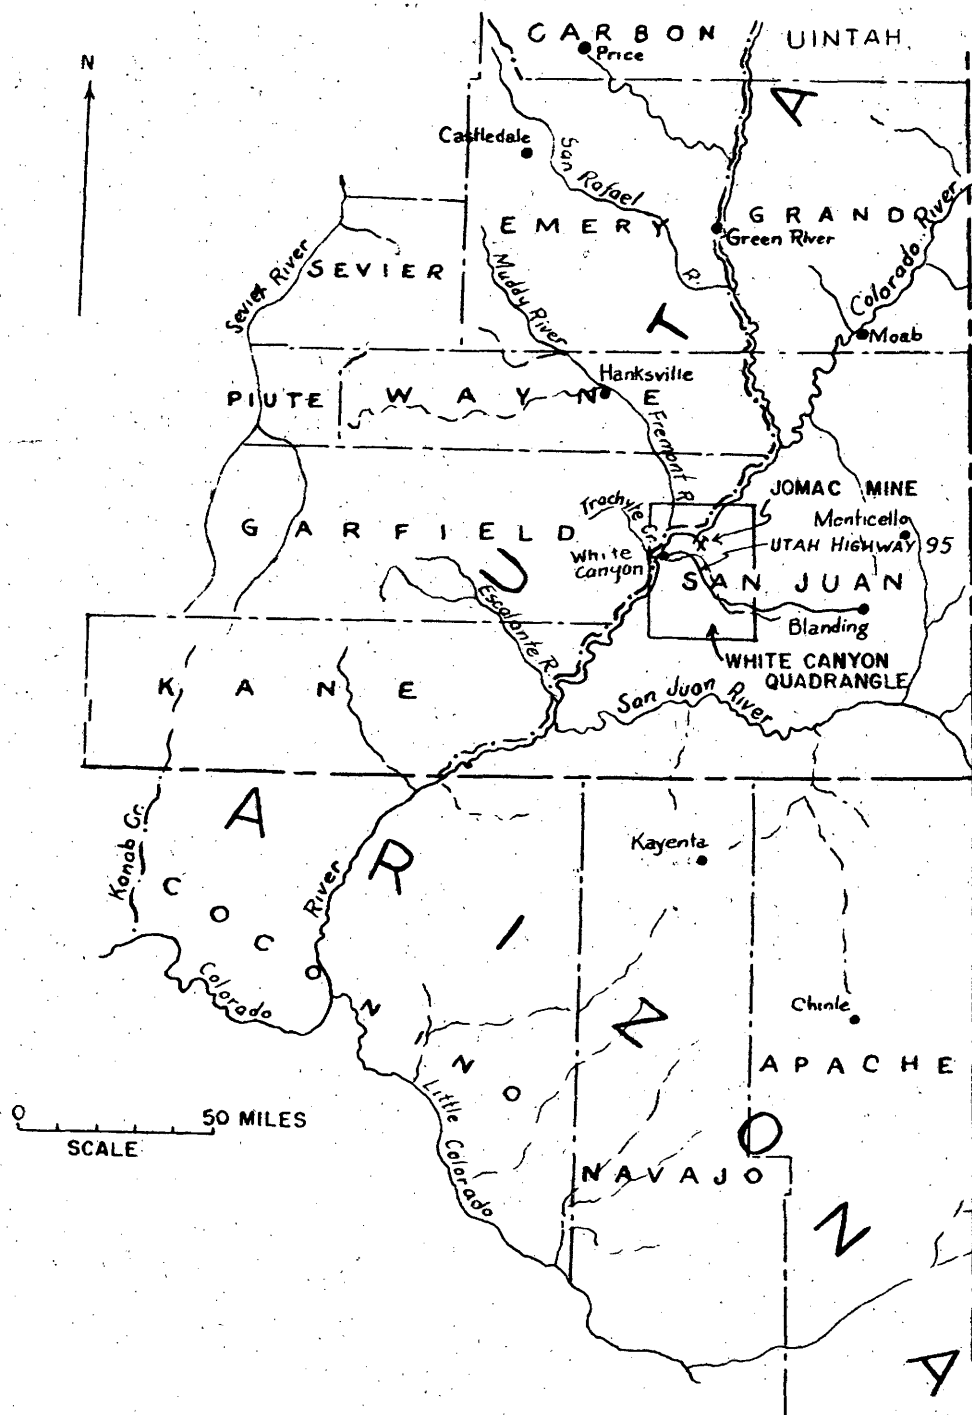 CARBON
UINTAH
N
Price
Castledale
San Rafael
R.
EMERY
GRAND
Green River
Colorado River
Sevier River
SEVIER
Muddy River
Moab
PIUTE
WAYNE
Hanksville
Fremont R.
JOMAC MINE
Monticello
Trachyte Cr.
UTAH HIGHWAY 95
GARFIELD
White
Canyon
SAN JUAN
Escalante R.
Blanding
WHITE CANYON
QUADRANGLE
KANE
San Juan River
UTAH
ARIZONA
Kanab Cr.
COCONINO
Colorado
River
Kayenta
Chinle
APACHE
Little Colorado
NAVAJO
0 50 MILES
SCALE